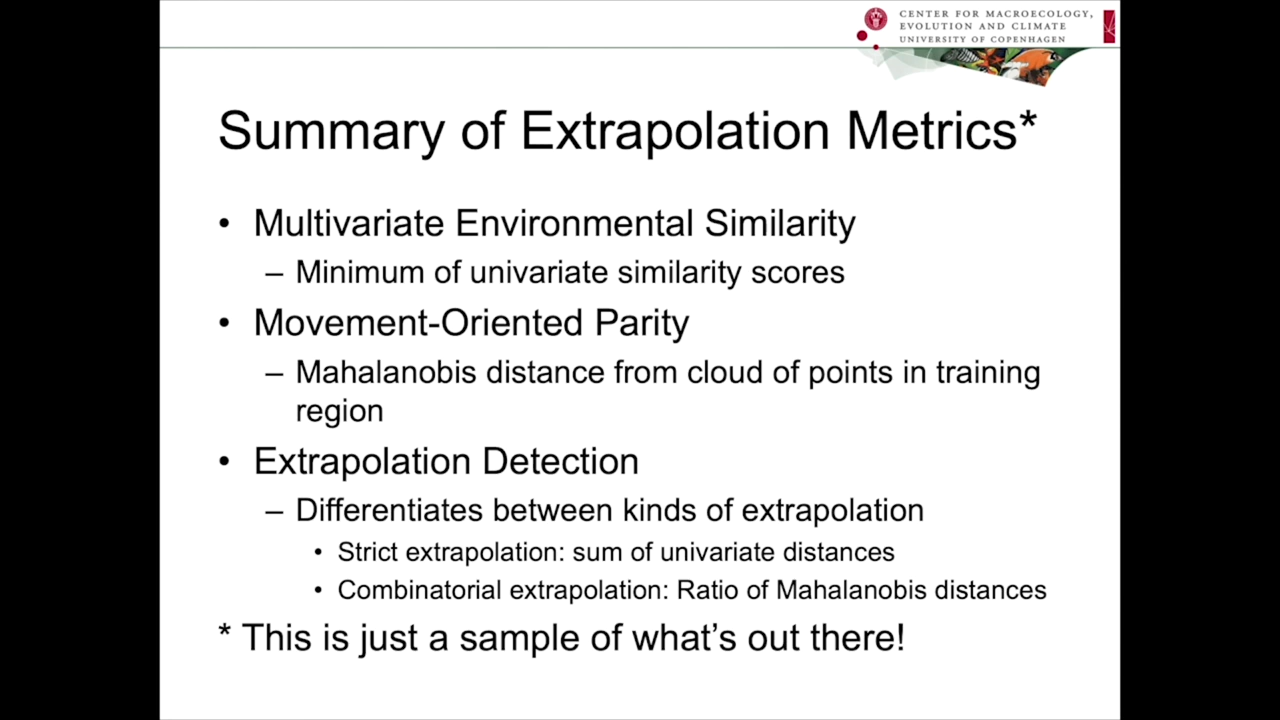 CENTER FOR MACROECOLOGY,
EVOLUTION AND CLIMATE
UNIVERSITY OF COPENHAGEN
Summary of Extrapolation Metrics*
• Multivariate Environmental Similarity
– Minimum of univariate similarity scores
• Movement-Oriented Parity
– Mahalanobis distance from cloud of points in training
region
• Extrapolation Detection
– Differentiates between kinds of extrapolation
• Strict extrapolation: sum of univariate distances
• Combinatorial extrapolation: Ratio of Mahalanobis distances
* This is just a sample of what's out there!